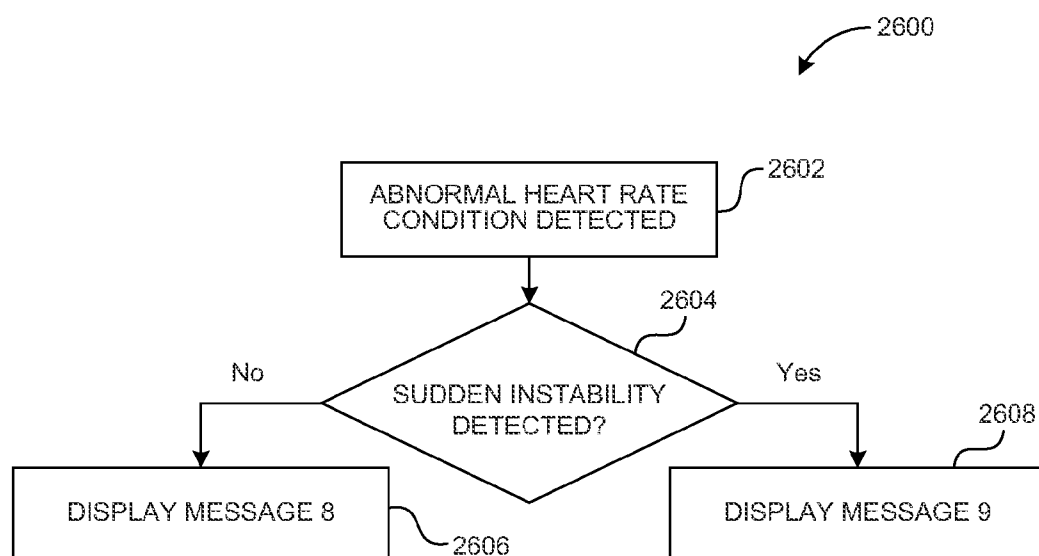 2600
ABNORMAL HEART RATE
CONDITION DETECTED
2602
2604
No
SUDDEN INSTABILITY
DETECTED?
Yes
2608
DISPLAY MESSAGE 8
2606
DISPLAY MESSAGE 9